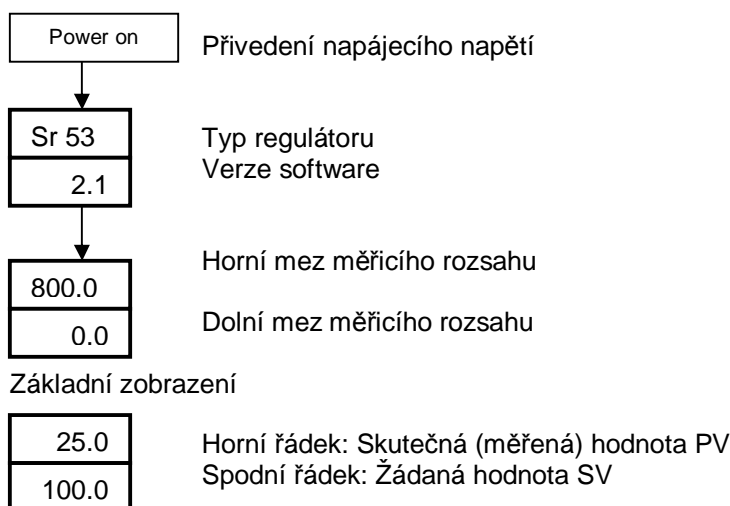 Power on
Přivedení napájecího napětí
Sr 53
Typ regulátoru
2.1
Verze software
800.0
Horní mez měřicího rozsahu
0.0
Dolní mez měřicího rozsahu
Základní zobrazení
25.0
Horní řádek: Skutečná (měřená) hodnota PV
100.0
Spodní řádek: Žádaná hodnota SV